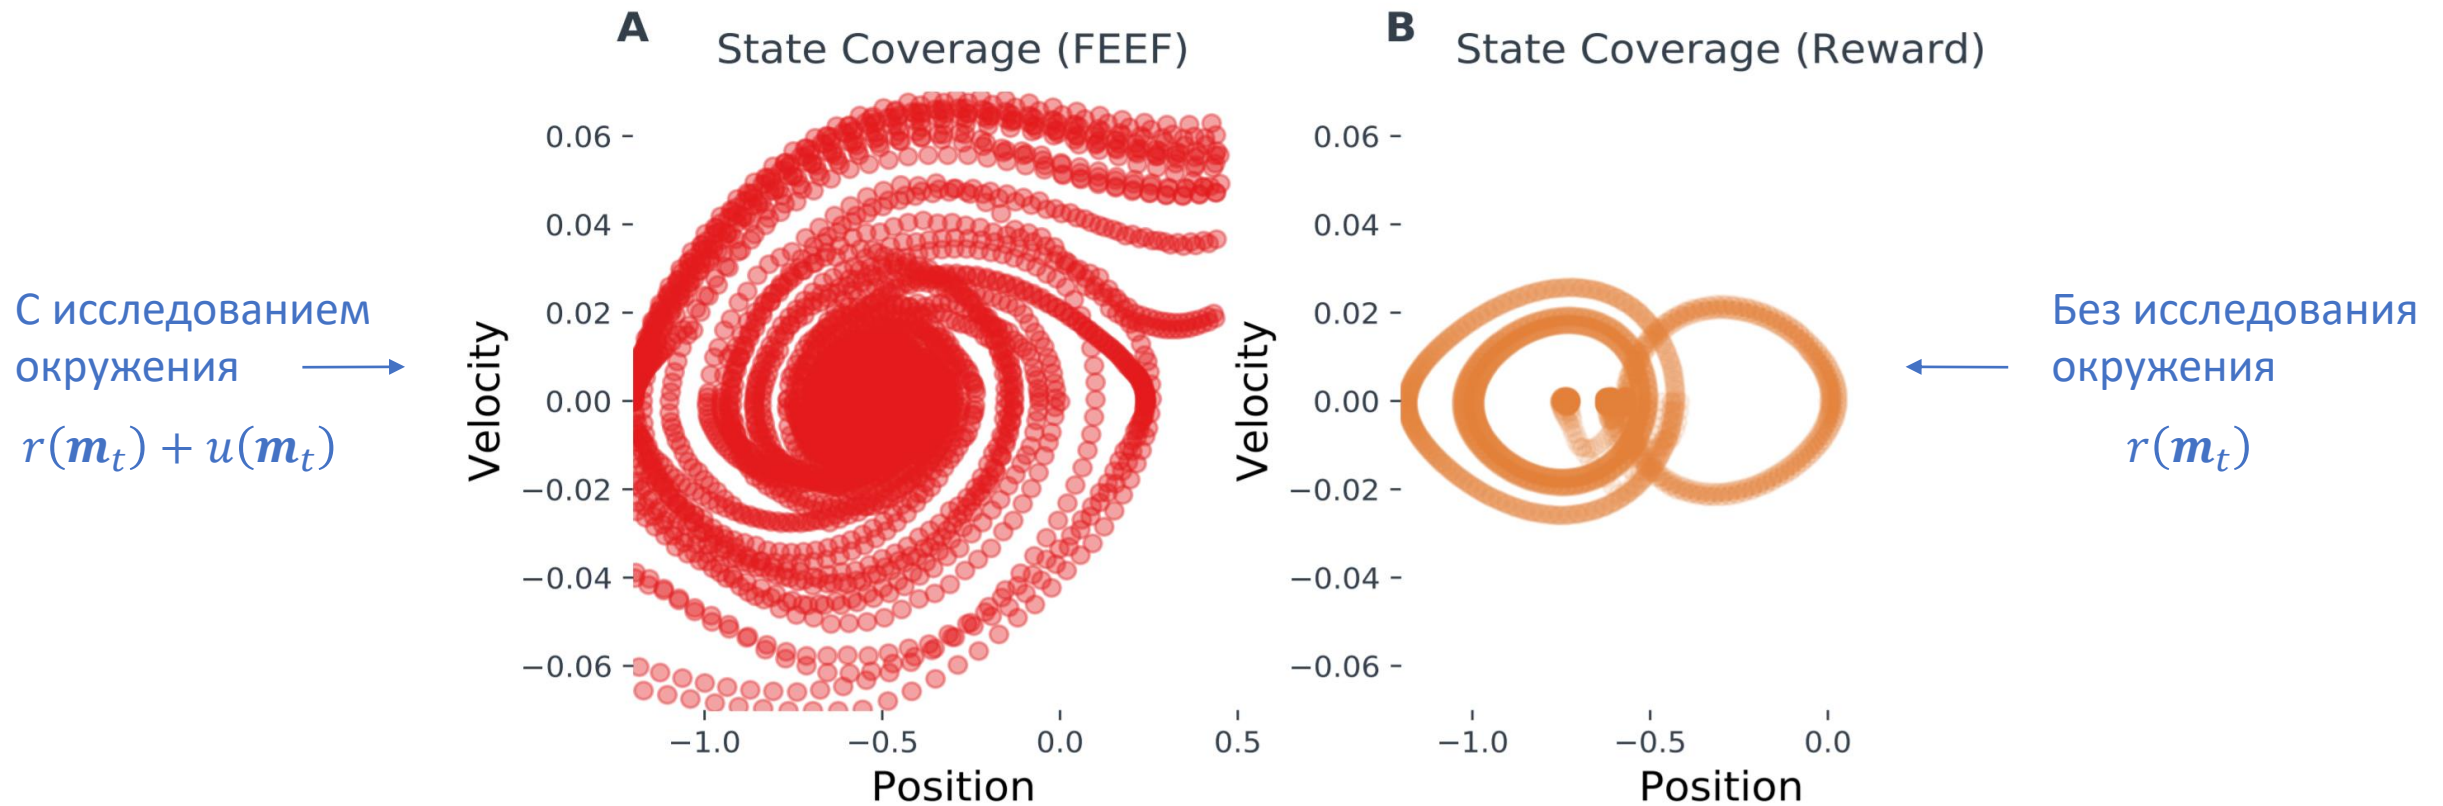 A
State Coverage (FEEF)
0.06
0.04
0.02
0.00
−0.02
−0.04
−0.06
Velocity
−1.0 −0.5 0.0 0.5
Position
B
State Coverage (Reward)
0.06
0.04
0.02
0.00
−0.02
−0.04
−0.06
Velocity
−1.0 −0.5 0.0
Position
С исследованием
окружения
r(m_t) + u(m_t)
Без исследования
окружения
r(m_t)